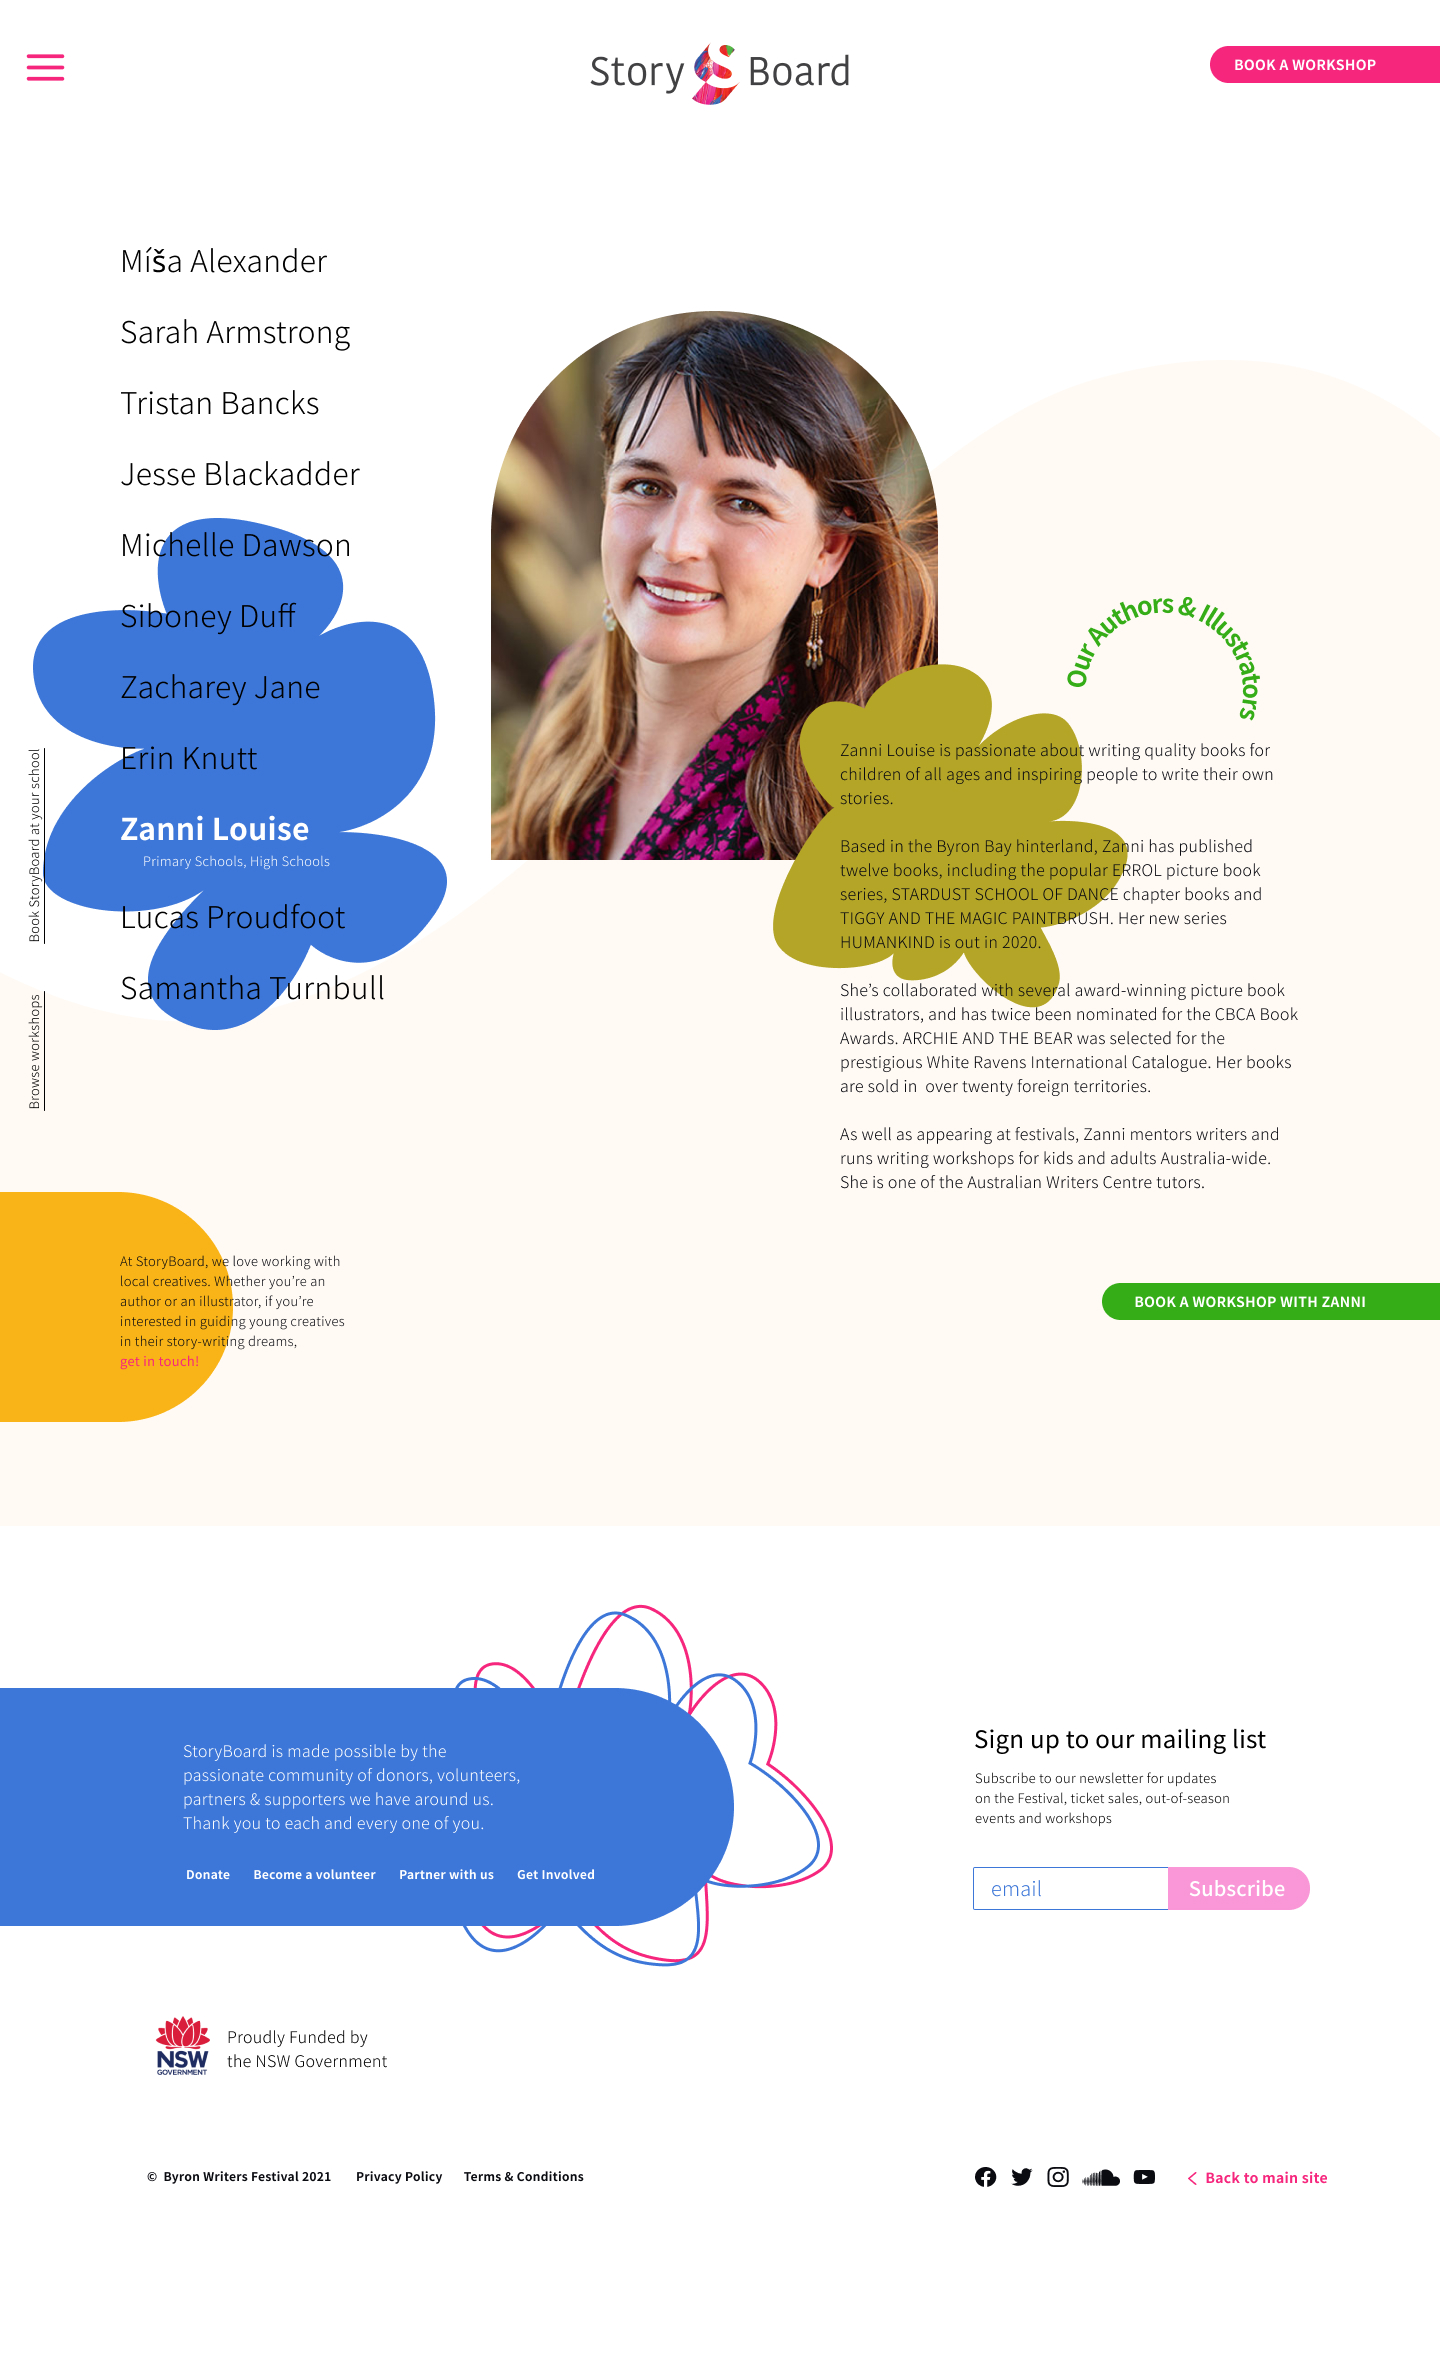 Story Board
BOOK A WORKSHOP
Míša Alexander
Sarah Armstrong
Tristan Bancks
Jesse Blackadder
Michelle Dawson
Siboney Duff
Zacharey Jane
Erin Knutt
Zanni Louise
Primary Schools, High Schools
Lucas Proudfoot
Samantha Turnbull
Book StoryBoard at your school
Browse workshops
Our Authors & Illustrators
Zanni Louise is passionate about writing quality books for
children of all ages and inspiring people to write their own
stories.
Based in the Byron Bay hinterland, Zanni has published
twelve books, including the popular ERROL picture book
series, STARDUST SCHOOL OF DANCE chapter books and
TIGGY AND THE MAGIC PAINTBRUSH. Her new series
HUMANKIND is out in 2020.
She’s collaborated with several award-winning picture book
illustrators, and has twice been nominated for the CBCA Book
Awards. ARCHIE AND THE BEAR was selected for the
prestigious White Ravens International Catalogue. Her books
are sold in  over twenty foreign territories.
As well as appearing at festivals, Zanni mentors writers and
runs writing workshops for kids and adults Australia-wide.
She is one of the Australian Writers Centre tutors.
At StoryBoard, we love working with
local creatives. Whether you’re an
author or an illustrator, if you’re
interested in guiding young creatives
in their story-writing dreams,
get in touch!
BOOK A WORKSHOP WITH ZANNI
StoryBoard is made possible by the
passionate community of donors, volunteers,
partners & supporters we have around us.
Thank you to each and every one of you.
Donate Become a volunteer Partner with us Get Involved
Sign up to our mailing list
Subscribe to our newsletter for updates
on the Festival, ticket sales, out-of-season
events and workshops
email Subscribe
NSW
GOVERNMENT
Proudly Funded by
the NSW Government
© Byron Writers Festival 2021 Privacy Policy Terms & Conditions
Back to main site